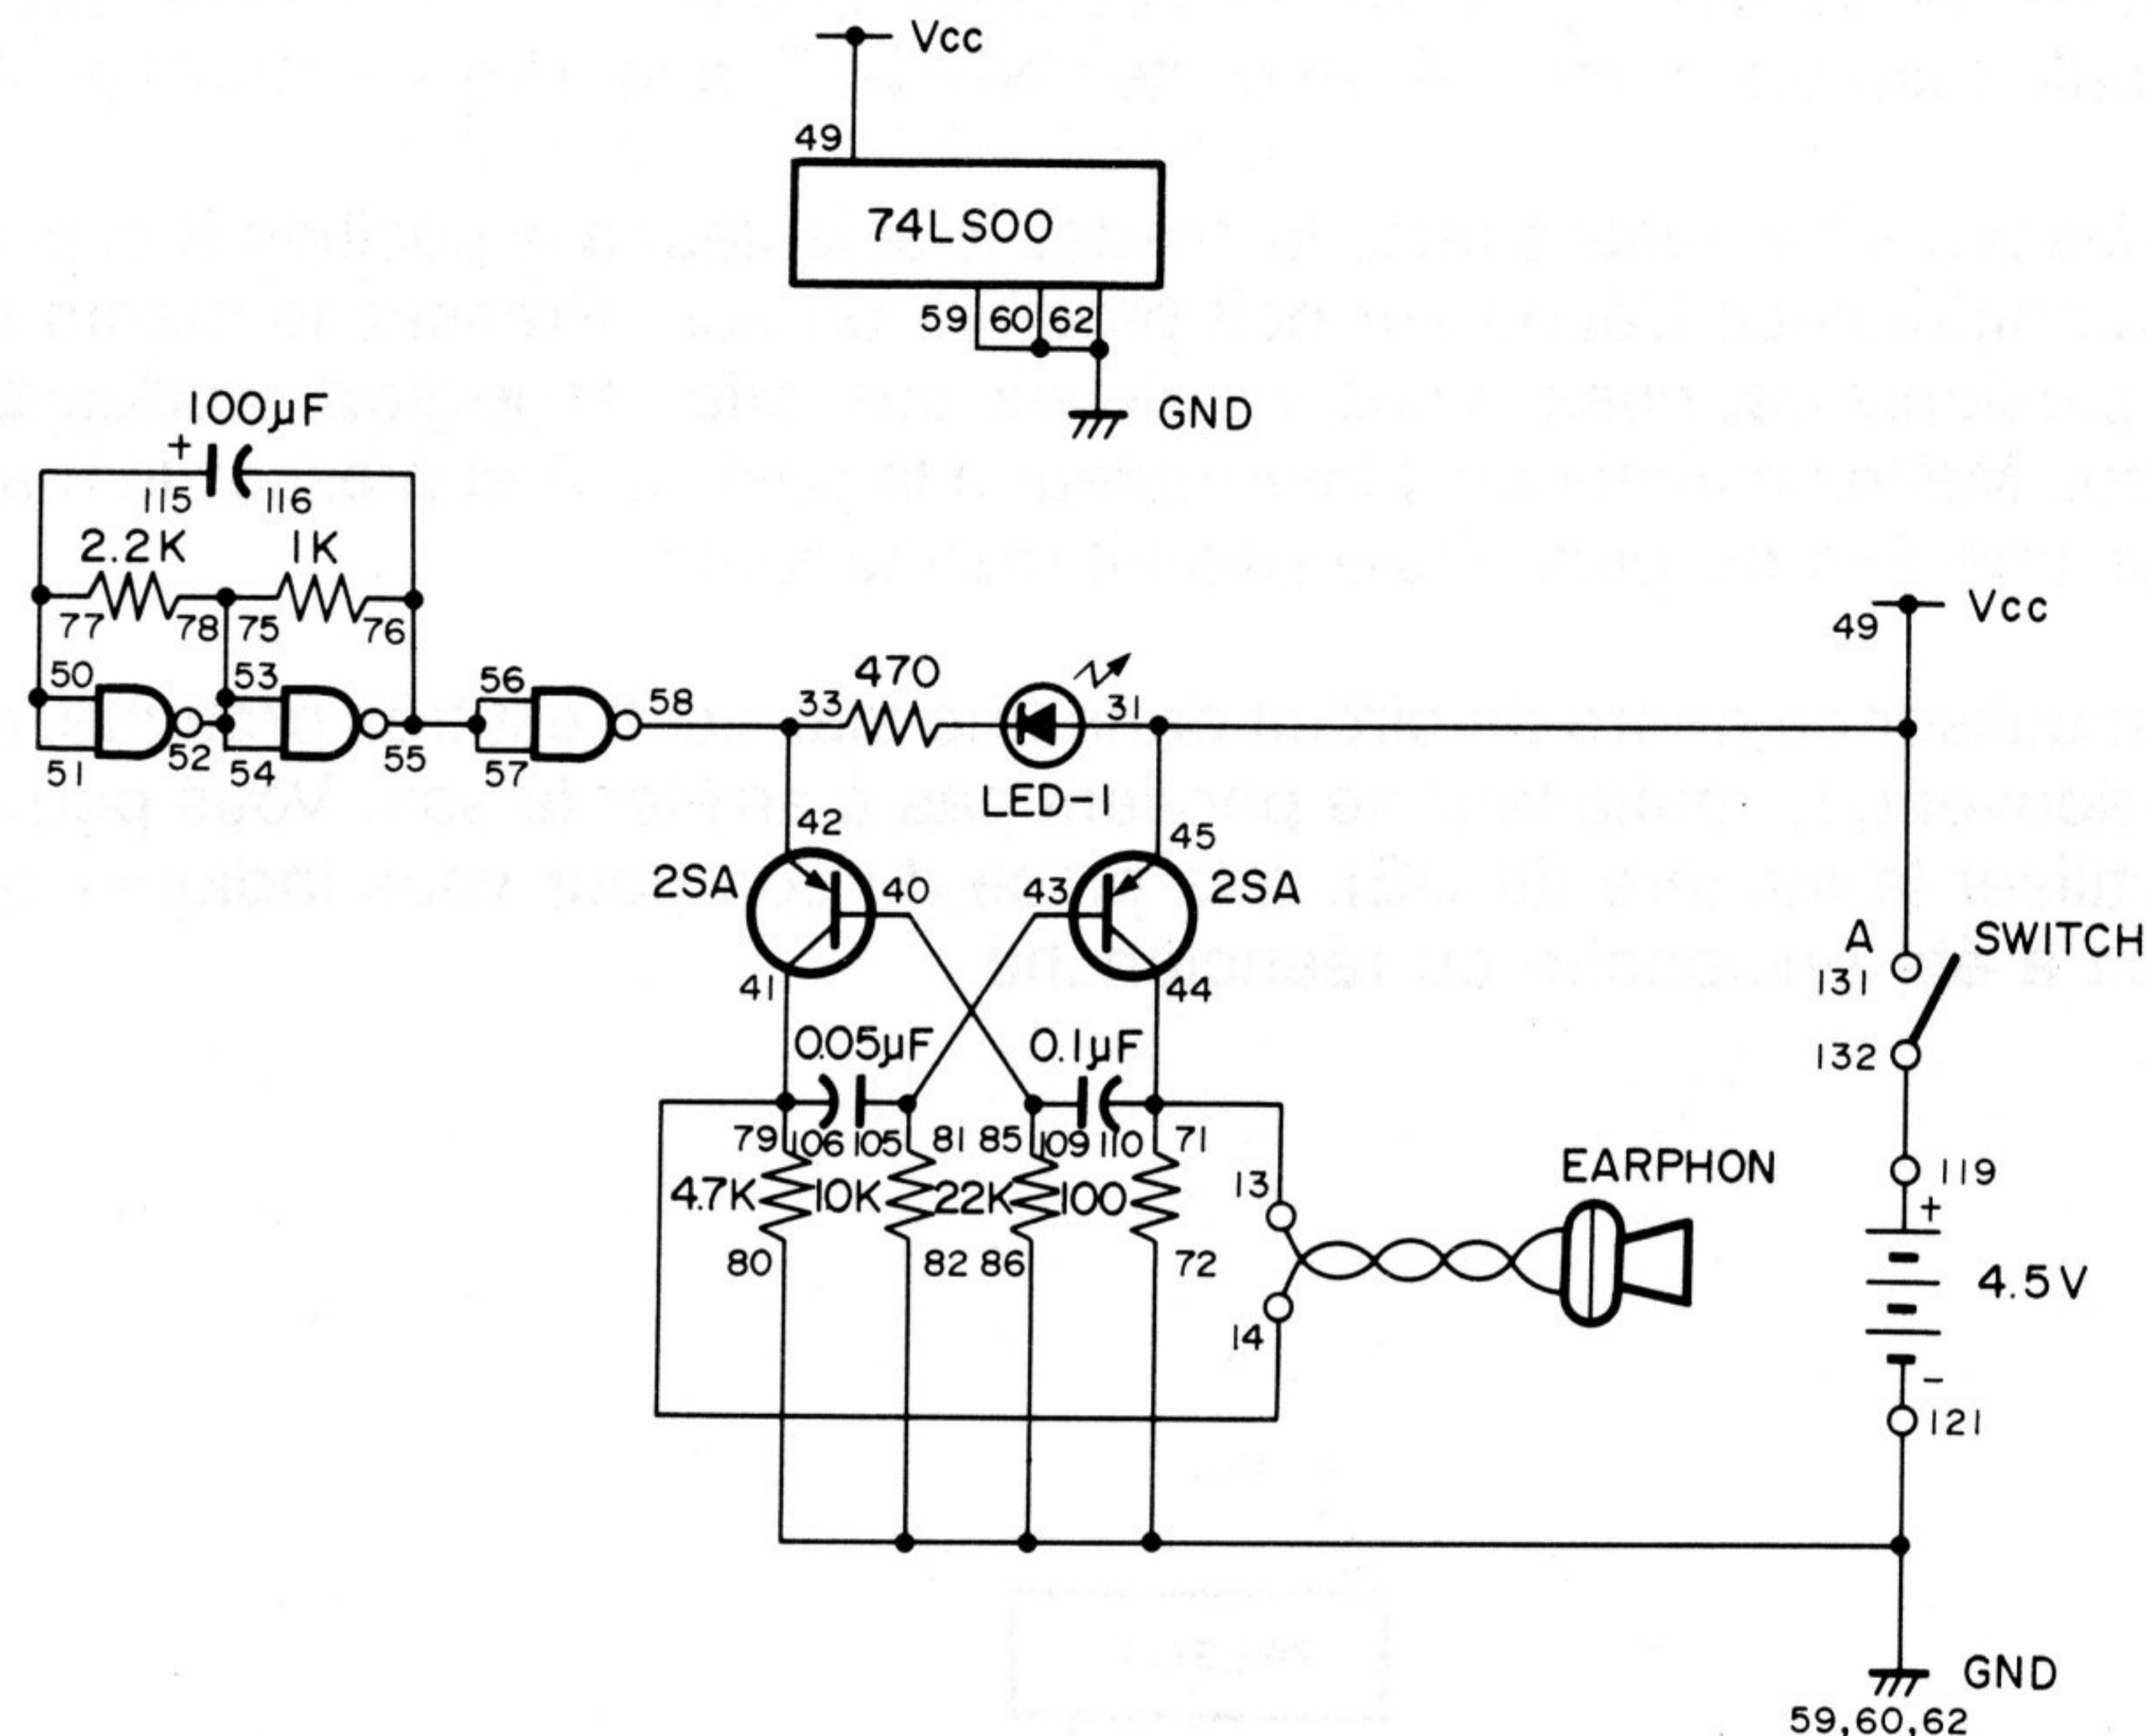 Vcc
49
74LS00
59 60 62
GND
100µF
+
115 116
2.2K 1K
77 78 75 76
50 53 56 58
51 52 54 55 57
33 470 31
LED-1
49 Vcc
42 45
2SA 40 43 2SA
41 44
A SWITCH
131
132
0.05µF 0.1µF
79 106 105 81 85 109 110 71
4.7K 10K 22K 100
80 82 86 72
13
14
EARPHON
119
+
4.5V
-
121
GND
59,60,62